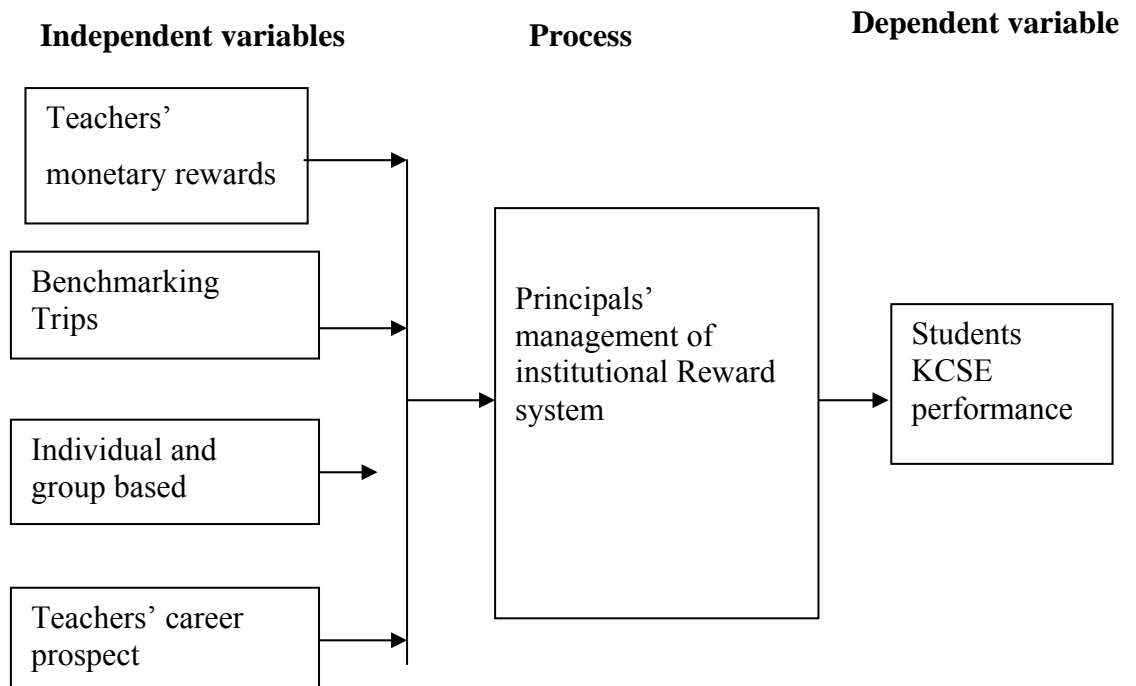 Independent variables
Process
Dependent variable
Teachers’
monetary rewards
Benchmarking
Trips
Individual and
group based
Teachers’ career
prospect
Principals’
management of
institutional Reward
system
Students
KCSE
performance